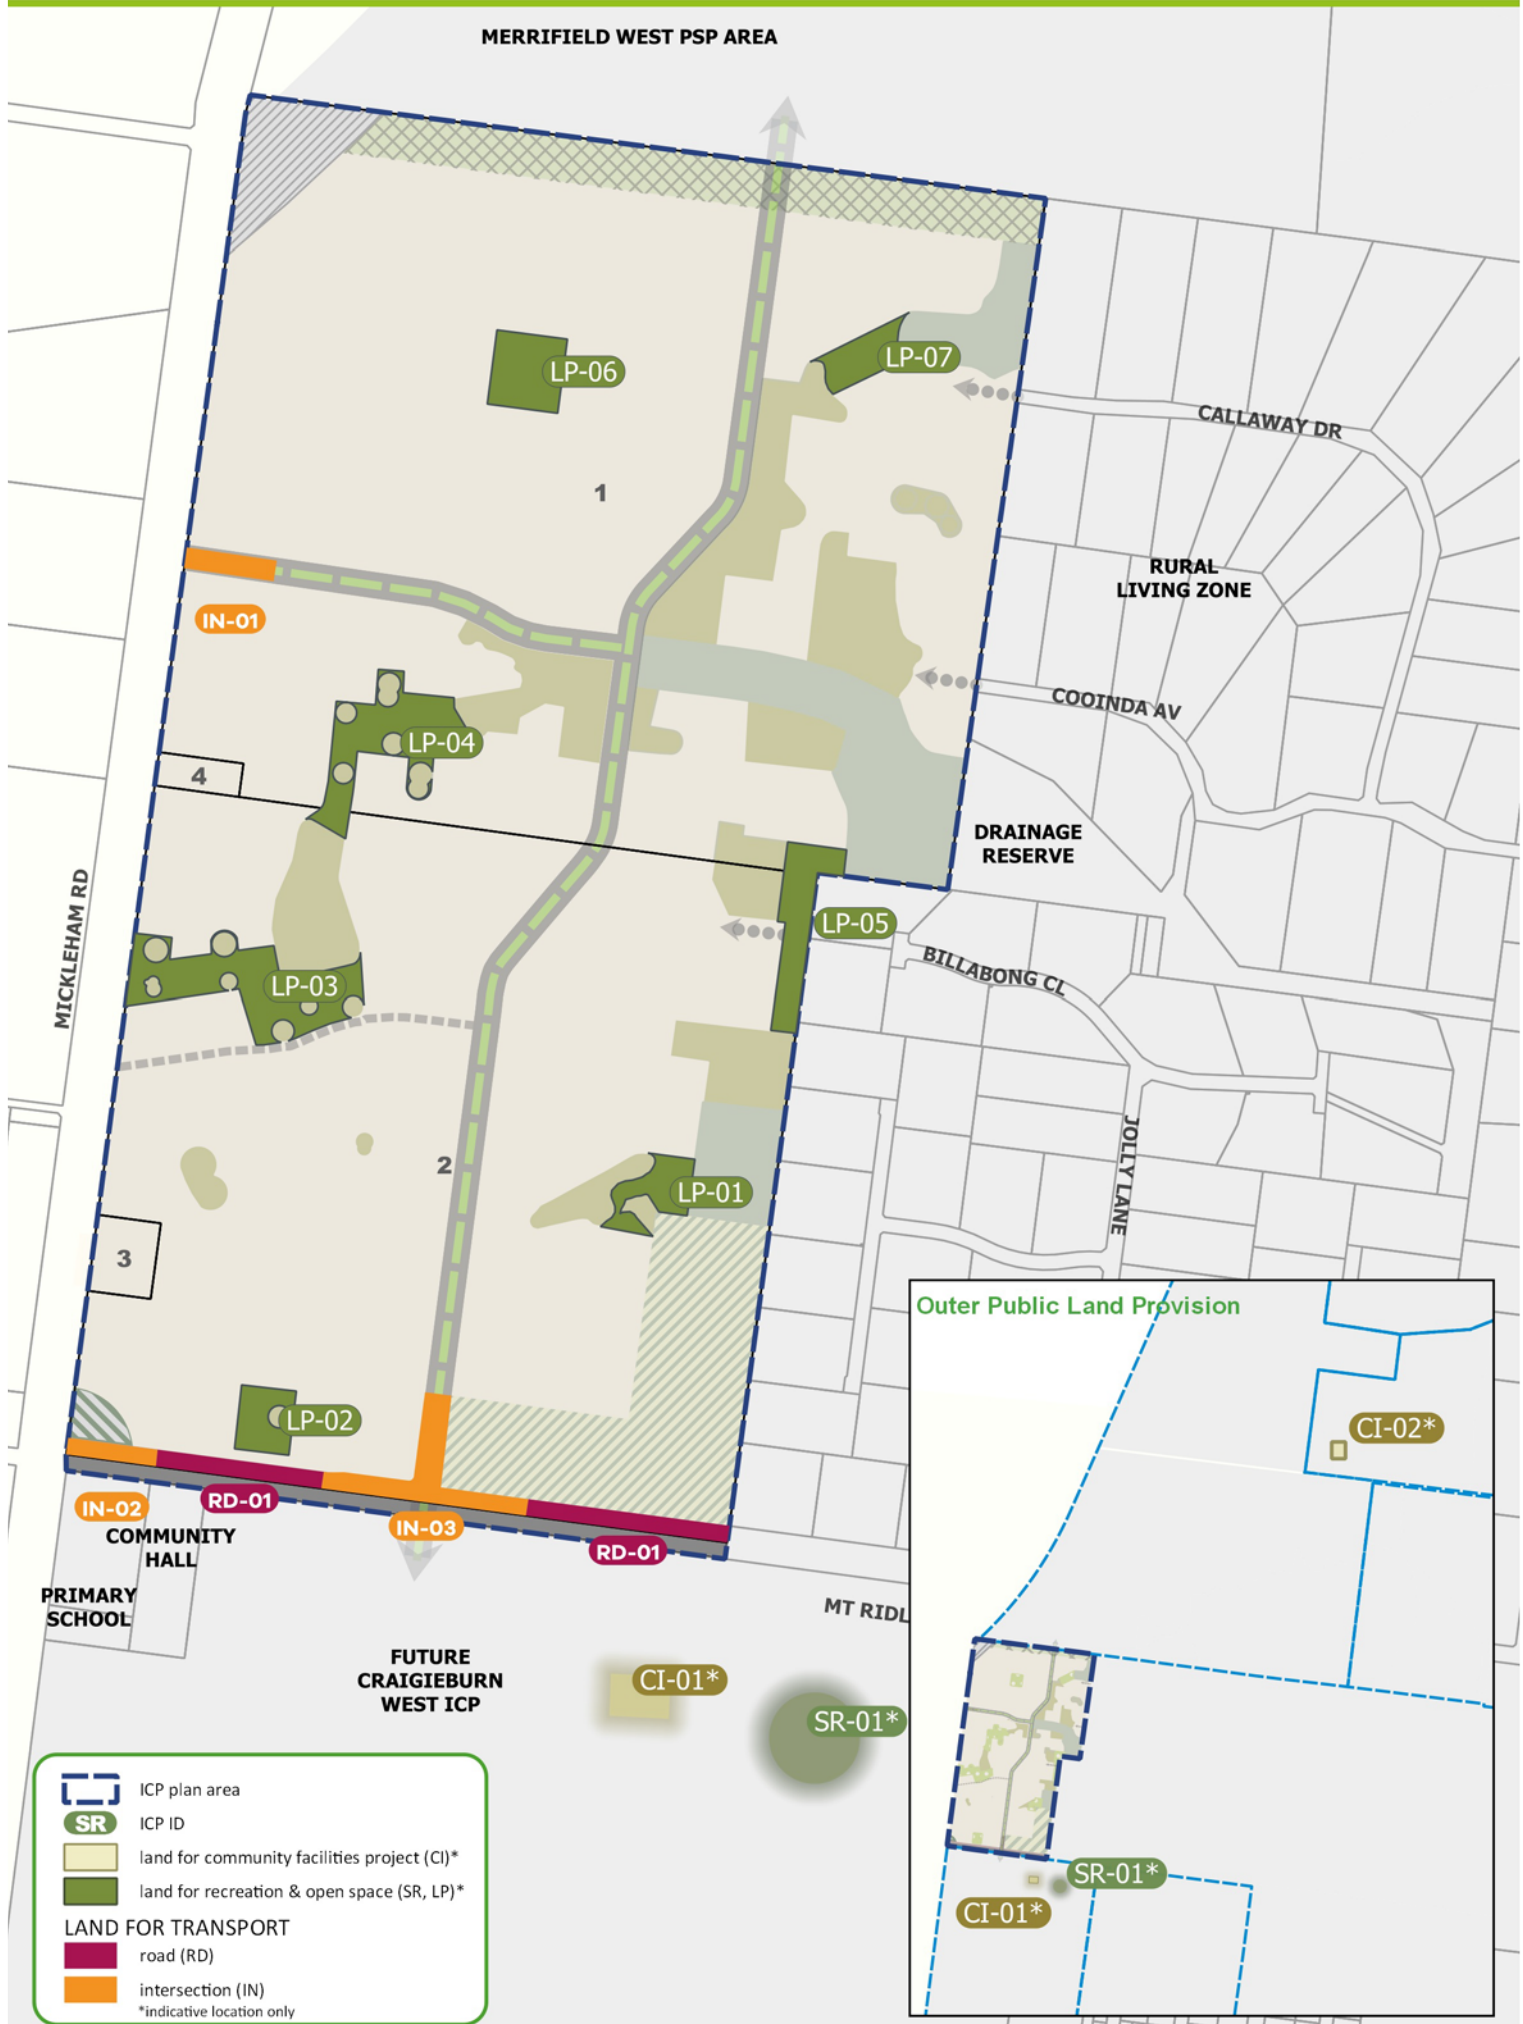 MERRIFIELD WEST PSP AREA
LP-06
LP-07
CALLAWAY DR
1
RURAL
LIVING ZONE
IN-01
COOINDA AV
LP-04
4
DRAINAGE
RESERVE
MICKLEHAM RD
LP-05
BILLABONG CL
LP-03
JOLLY LANE
2
LP-01
3
LP-02
IN-02
RD-01
IN-03
RD-01
COMMUNITY
HALL
PRIMARY
SCHOOL
MT RIDL
FUTURE
CRAIGIEBURN
WEST ICP
CI-01*
SR-01*
Outer Public Land Provision
CI-02*
SR-01*
CI-01*
ICP plan area
SR
ICP ID
land for community facilities project (CI)*
land for recreation & open space (SR, LP)*
LAND FOR TRANSPORT
road (RD)
intersection (IN)
*indicative location only